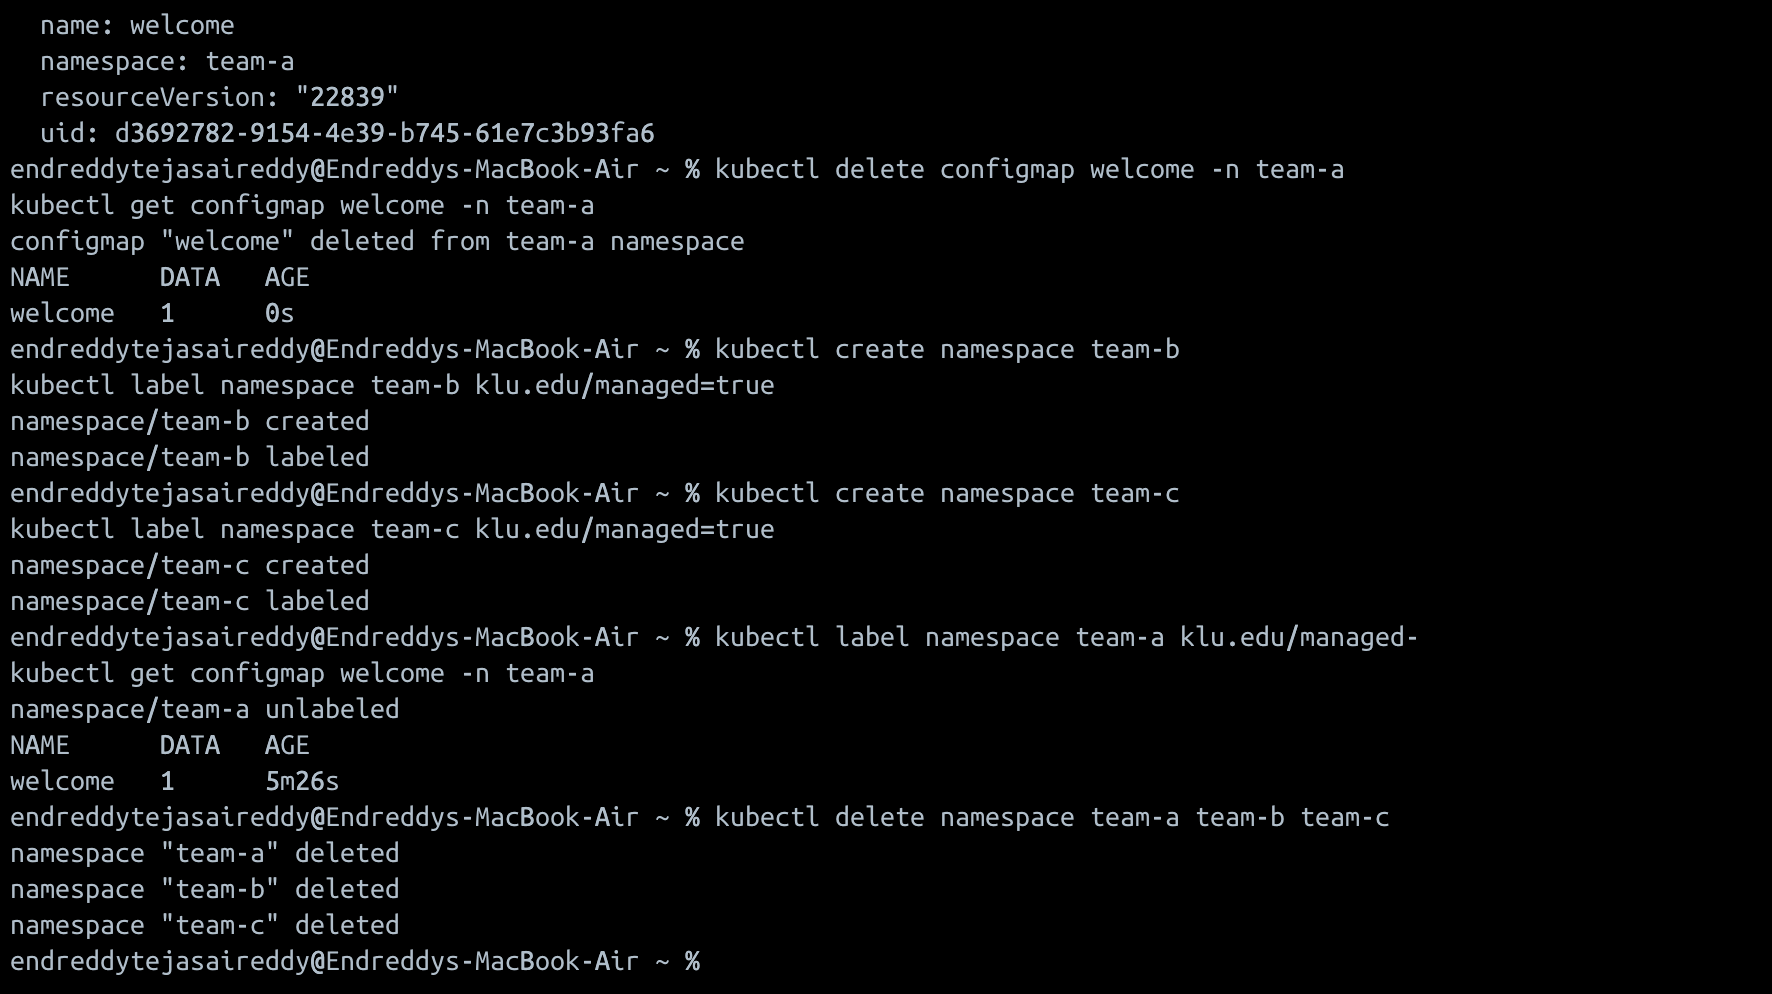 name: welcome
namespace: team-a
resourceVersion: "22839"
uid: d3692782-9154-4e39-b745-61e7c3b93fa6
endreddytejasaireddy@Endreddys-MacBook-Air ~ % kubectl delete configmap welcome -n team-a
kubectl get configmap welcome -n team-a
configmap "welcome" deleted from team-a namespace
NAME      DATA   AGE
welcome   1      0s
endreddytejasaireddy@Endreddys-MacBook-Air ~ % kubectl create namespace team-b
kubectl label namespace team-b klu.edu/managed=true
namespace/team-b created
namespace/team-b labeled
endreddytejasaireddy@Endreddys-MacBook-Air ~ % kubectl create namespace team-c
kubectl label namespace team-c klu.edu/managed=true
namespace/team-c created
namespace/team-c labeled
endreddytejasaireddy@Endreddys-MacBook-Air ~ % kubectl label namespace team-a klu.edu/managed-
kubectl get configmap welcome -n team-a
namespace/team-a unlabeled
NAME      DATA   AGE
welcome   1      5m26s
endreddytejasaireddy@Endreddys-MacBook-Air ~ % kubectl delete namespace team-a team-b team-c
namespace "team-a" deleted
namespace "team-b" deleted
namespace "team-c" deleted
endreddytejasaireddy@Endreddys-MacBook-Air ~ %